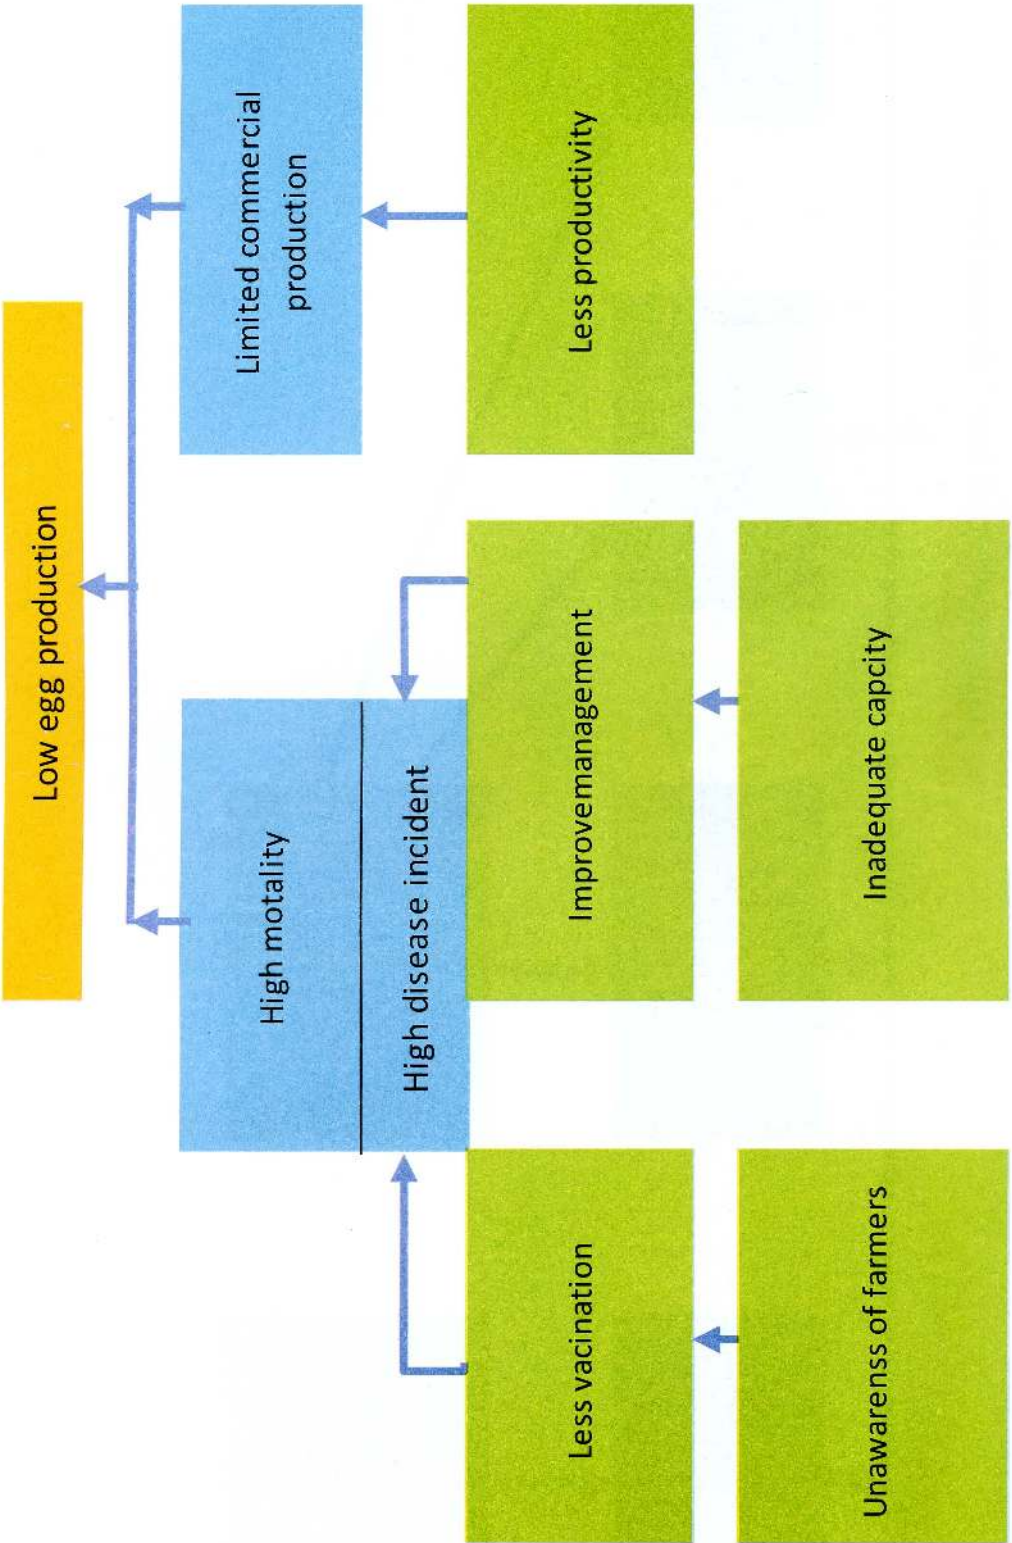 Low egg production
High motality
High disease incident
Limited commercial
production
Less vacination
Improvemanagement
Less productivity
Unawarenss of farmers
Inadequate capcity